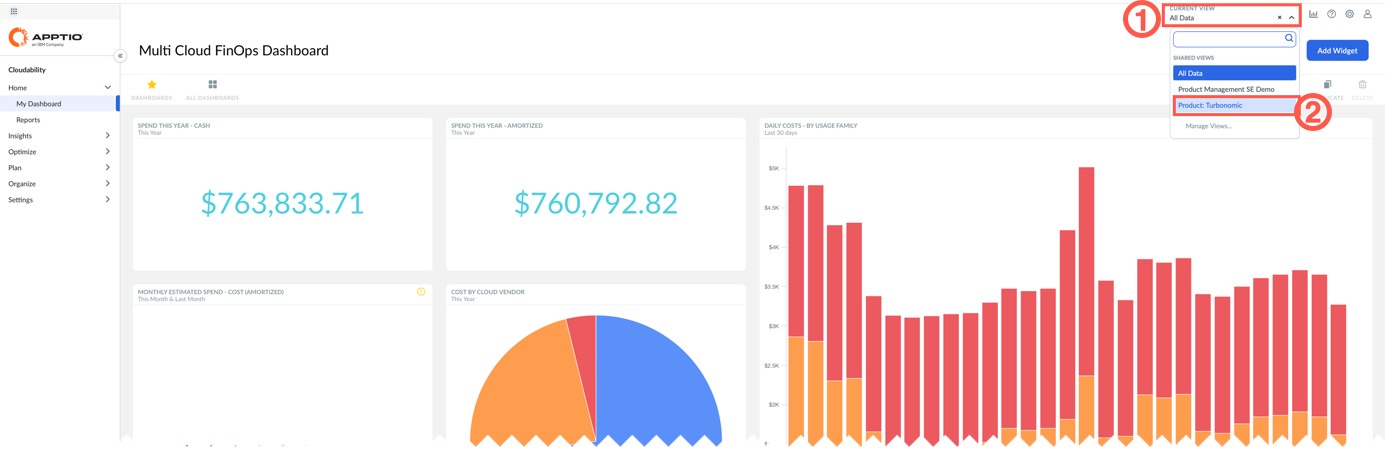 CURRENT VIEW
All Data
1
APPTIO
an IBM Company
Multi Cloud FinOps Dashboard
Add Widget
Cloudability
Home
My Dashboard
Reports
Insights
Optimize
Plan
Organize
Settings
DASHBOARDS
ALL DASHBOARDS
SHARED VIEWS
All Data
Product Management SE Demo
Product: Turbonomic
2
Manage Views...
DELETE
SPEND THIS YEAR - CASH
This Year
$763,833.71
SPEND THIS YEAR - AMORTIZED
This Year
$760,792.82
DAILY COSTS - BY USAGE FAMILY
Last 30 days
$5K
$4.5K
$4K
$3.5K
$3K
$2.5K
$2K
MONTHLY ESTIMATED SPEND - COST (AMORTIZED)
This Month & Last Month
COST BY CLOUD VENDOR
This Year